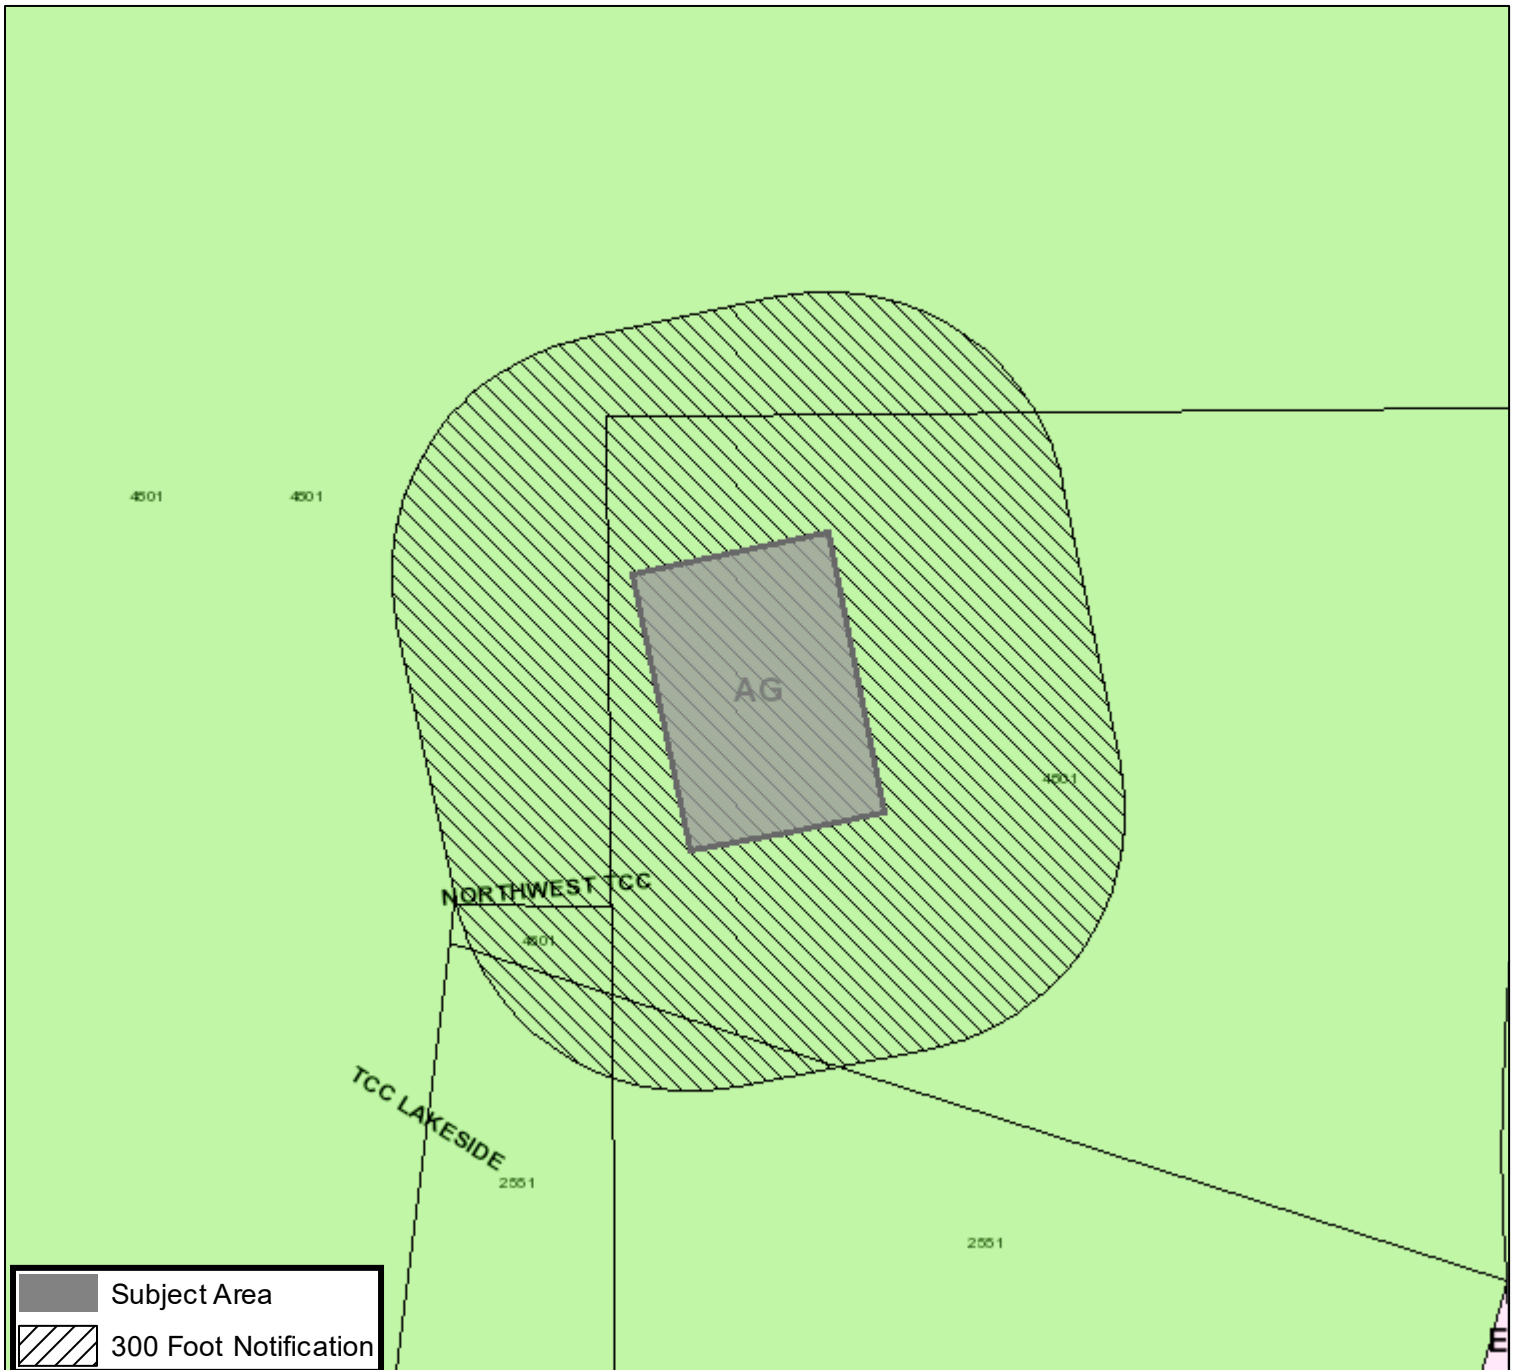 4501 4501
AG
4501
NORTHWEST TCC
4501
TCC LAKESIDE
2551
2551
Subject Area
300 Foot Notification
E